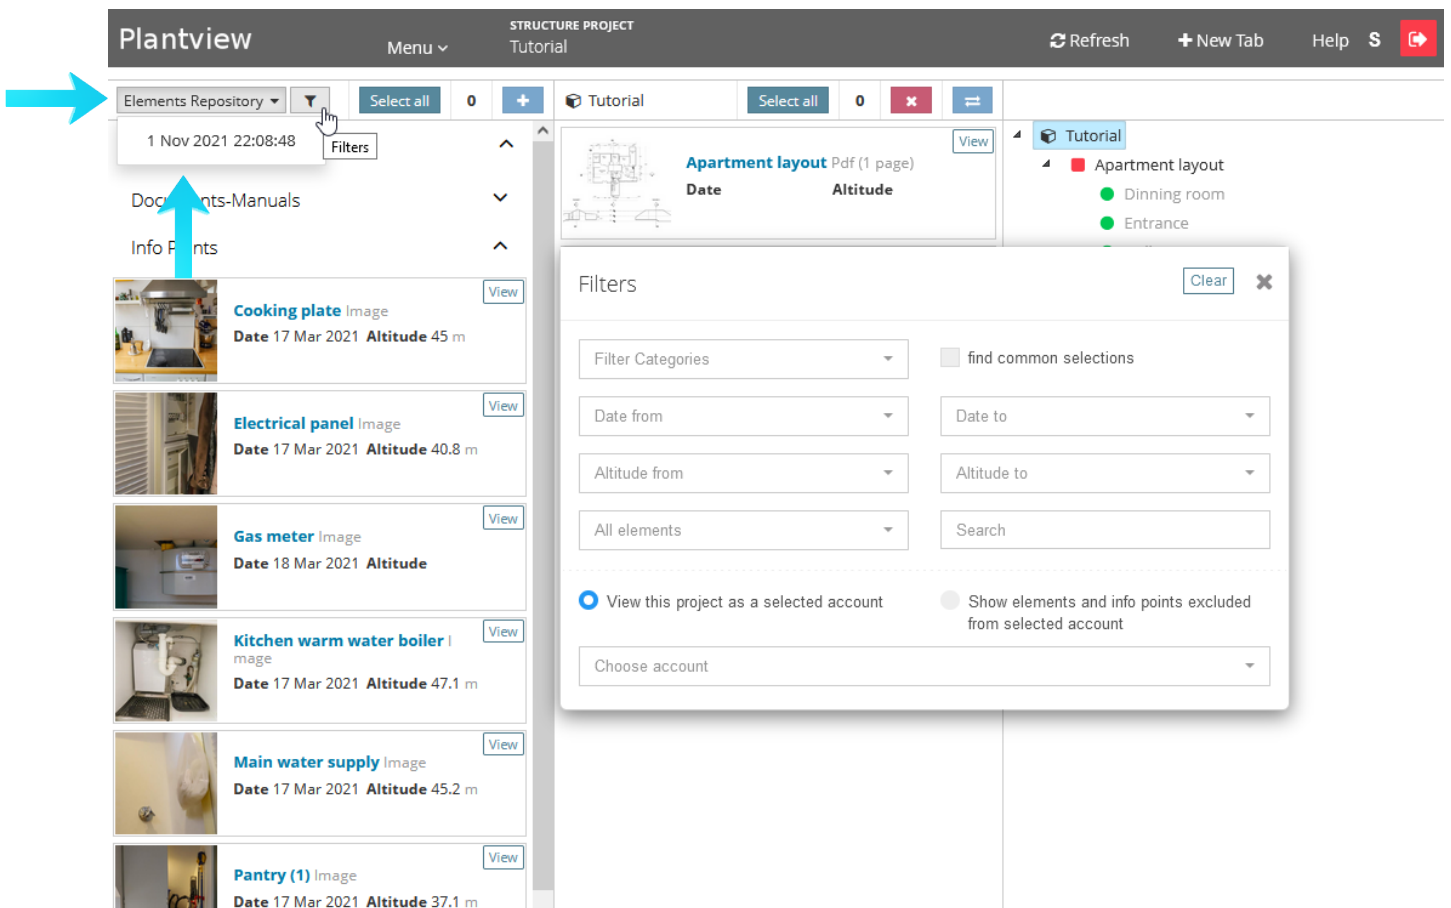 Plantview
Menu
STRUCTURE PROJECT
Tutorial
Refresh
New Tab
Help
S
Elements Repository
Select all
0
Tutorial
Select all
0
1 Nov 2021 22:08:48
Filters
Documents-Manuals
Info Points
View
Cooking plate Image
Date 17 Mar 2021 Altitude 45 m
View
Electrical panel Image
Date 17 Mar 2021 Altitude 40.8 m
View
Gas meter Image
Date 18 Mar 2021 Altitude
View
Kitchen warm water boiler I
mage
Date 17 Mar 2021 Altitude 47.1 m
View
Main water supply Image
Date 17 Mar 2021 Altitude 45.2 m
View
Pantry (1) Image
Date 17 Mar 2021 Altitude 37.1 m
View
Apartment layout Pdf (1 page)
Date Altitude
Tutorial
Apartment layout
Dinning room
Entrance
Filters
Clear
Filter Categories
find common selections
Date from
Date to
Altitude from
Altitude to
All elements
Search
View this project as a selected account
Show elements and info points excluded
from selected account
Choose account